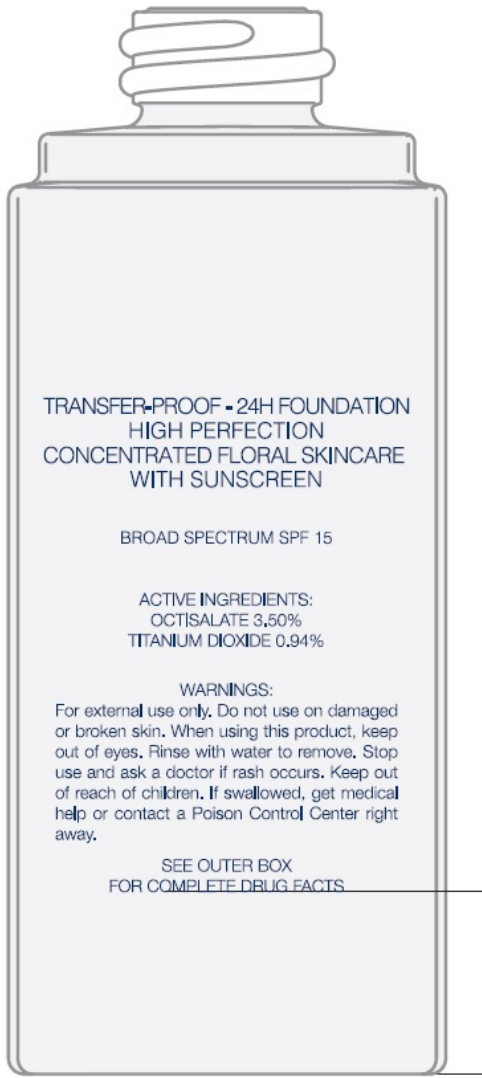 TRANSFER-PROOF - 24H FOUNDATION
HIGH PERFECTION
CONCENTRATED FLORAL SKINCARE
WITH SUNSCREEN
BROAD SPECTRUM SPF 15
ACTIVE INGREDIENTS:
OCTISALATE 3.50%
TITANIUM DIOXIDE 0.94%
WARNINGS:
For external use only. Do not use on damaged
or broken skin. When using this product, keep
out of eyes. Rinse with water to remove. Stop
use and ask a doctor if rash occurs. Keep out
of reach of children. If swallowed, get medical
help or contact a Poison Control Center right
away.
SEE OUTER BOX
FOR COMPLETE DRUG FACTS